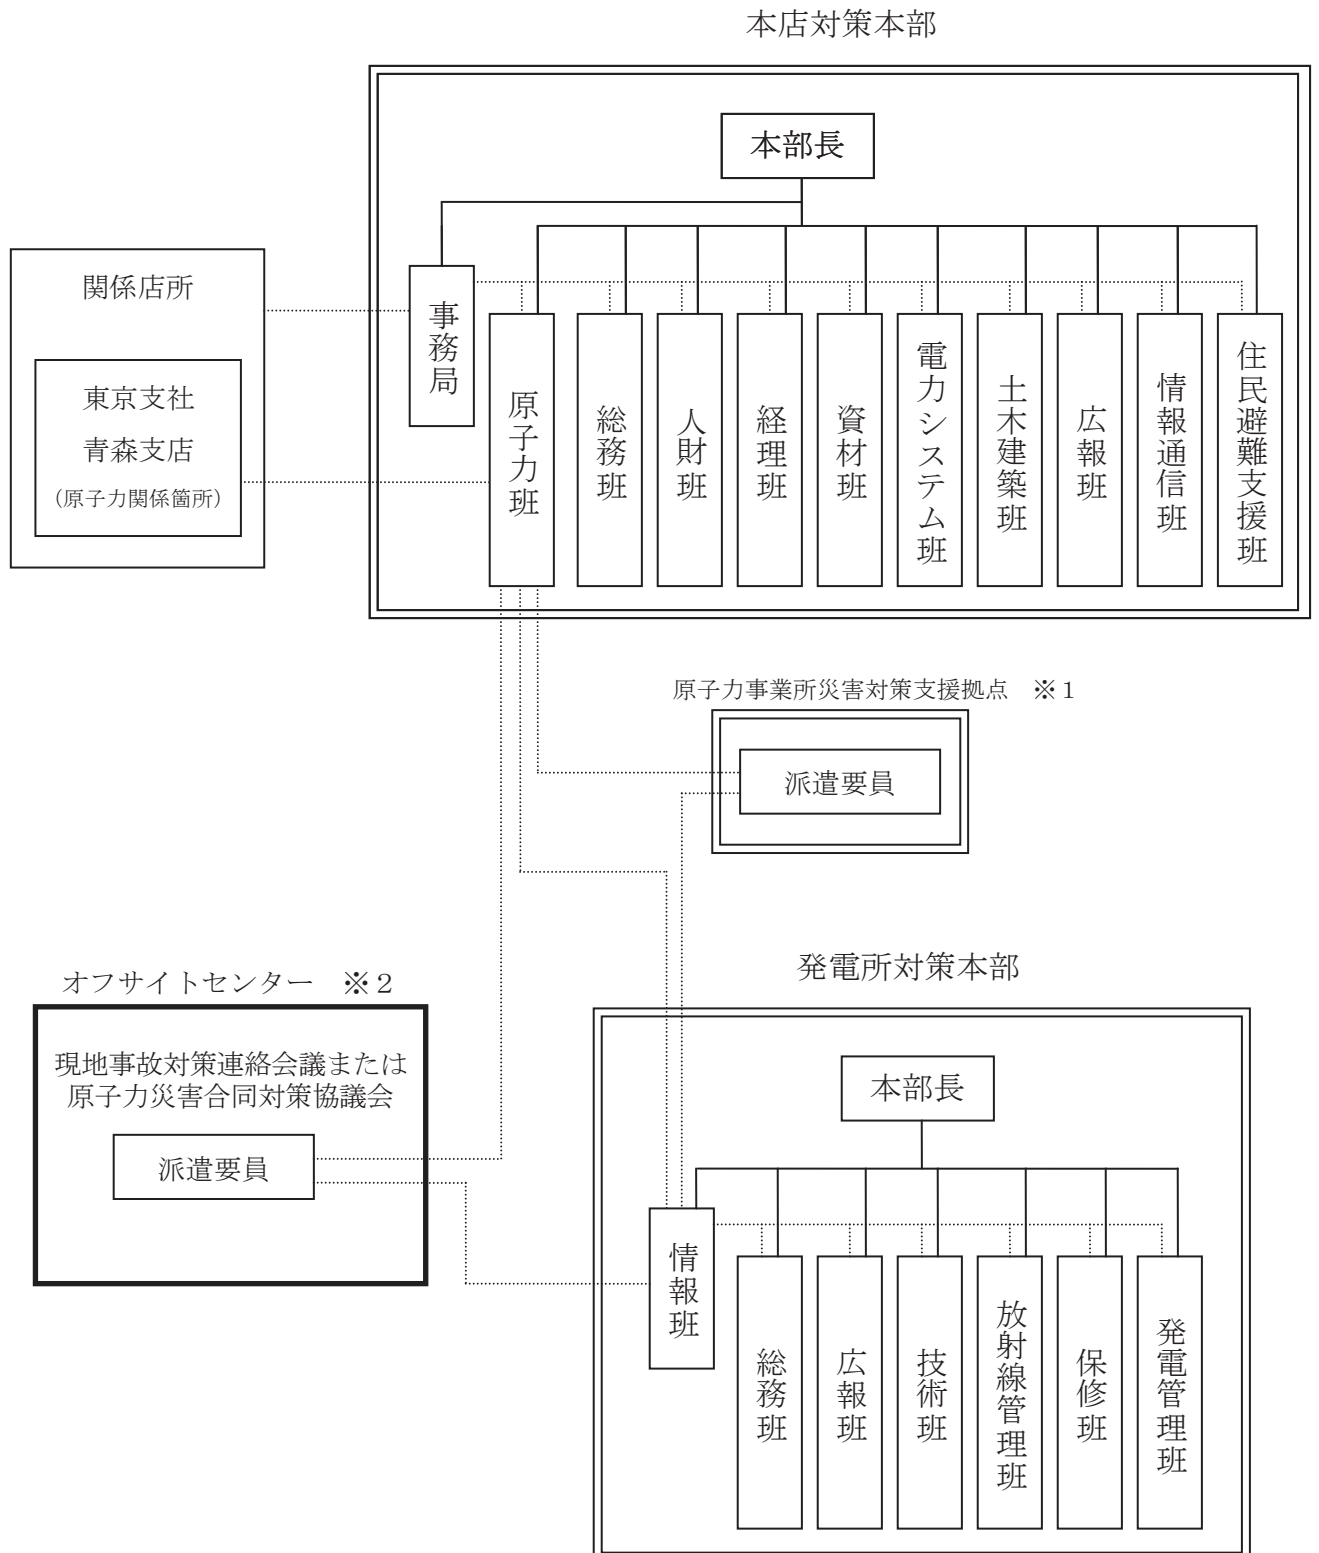 本店対策本部
本部長
関係店所
東京支社
青森支店
(原子力関係箇所)
事務局
原子力班
総務班
人財班
経理班
資材班
電力システム班
土木建築班
広報班
情報通信班
住民避難支援班
原子力事業所災害対策支援拠点　※１
派遣要員
オフサイトセンター　※２
現地事故対策連絡会議または
原子力災害合同対策協議会
派遣要員
発電所対策本部
本部長
情報班
総務班
広報班
技術班
放射線管理班
保修班
発電管理班